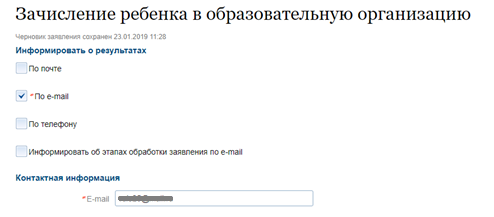 Зачисление ребенка в образовательную организацию
Черновик заявления сохранен 23.01.2019 11:28
Информировать о результатах
По почте
*По e-mail
По телефону
Информировать об этапах обработки заявления по e-mail
Контактная информация
*E-mail